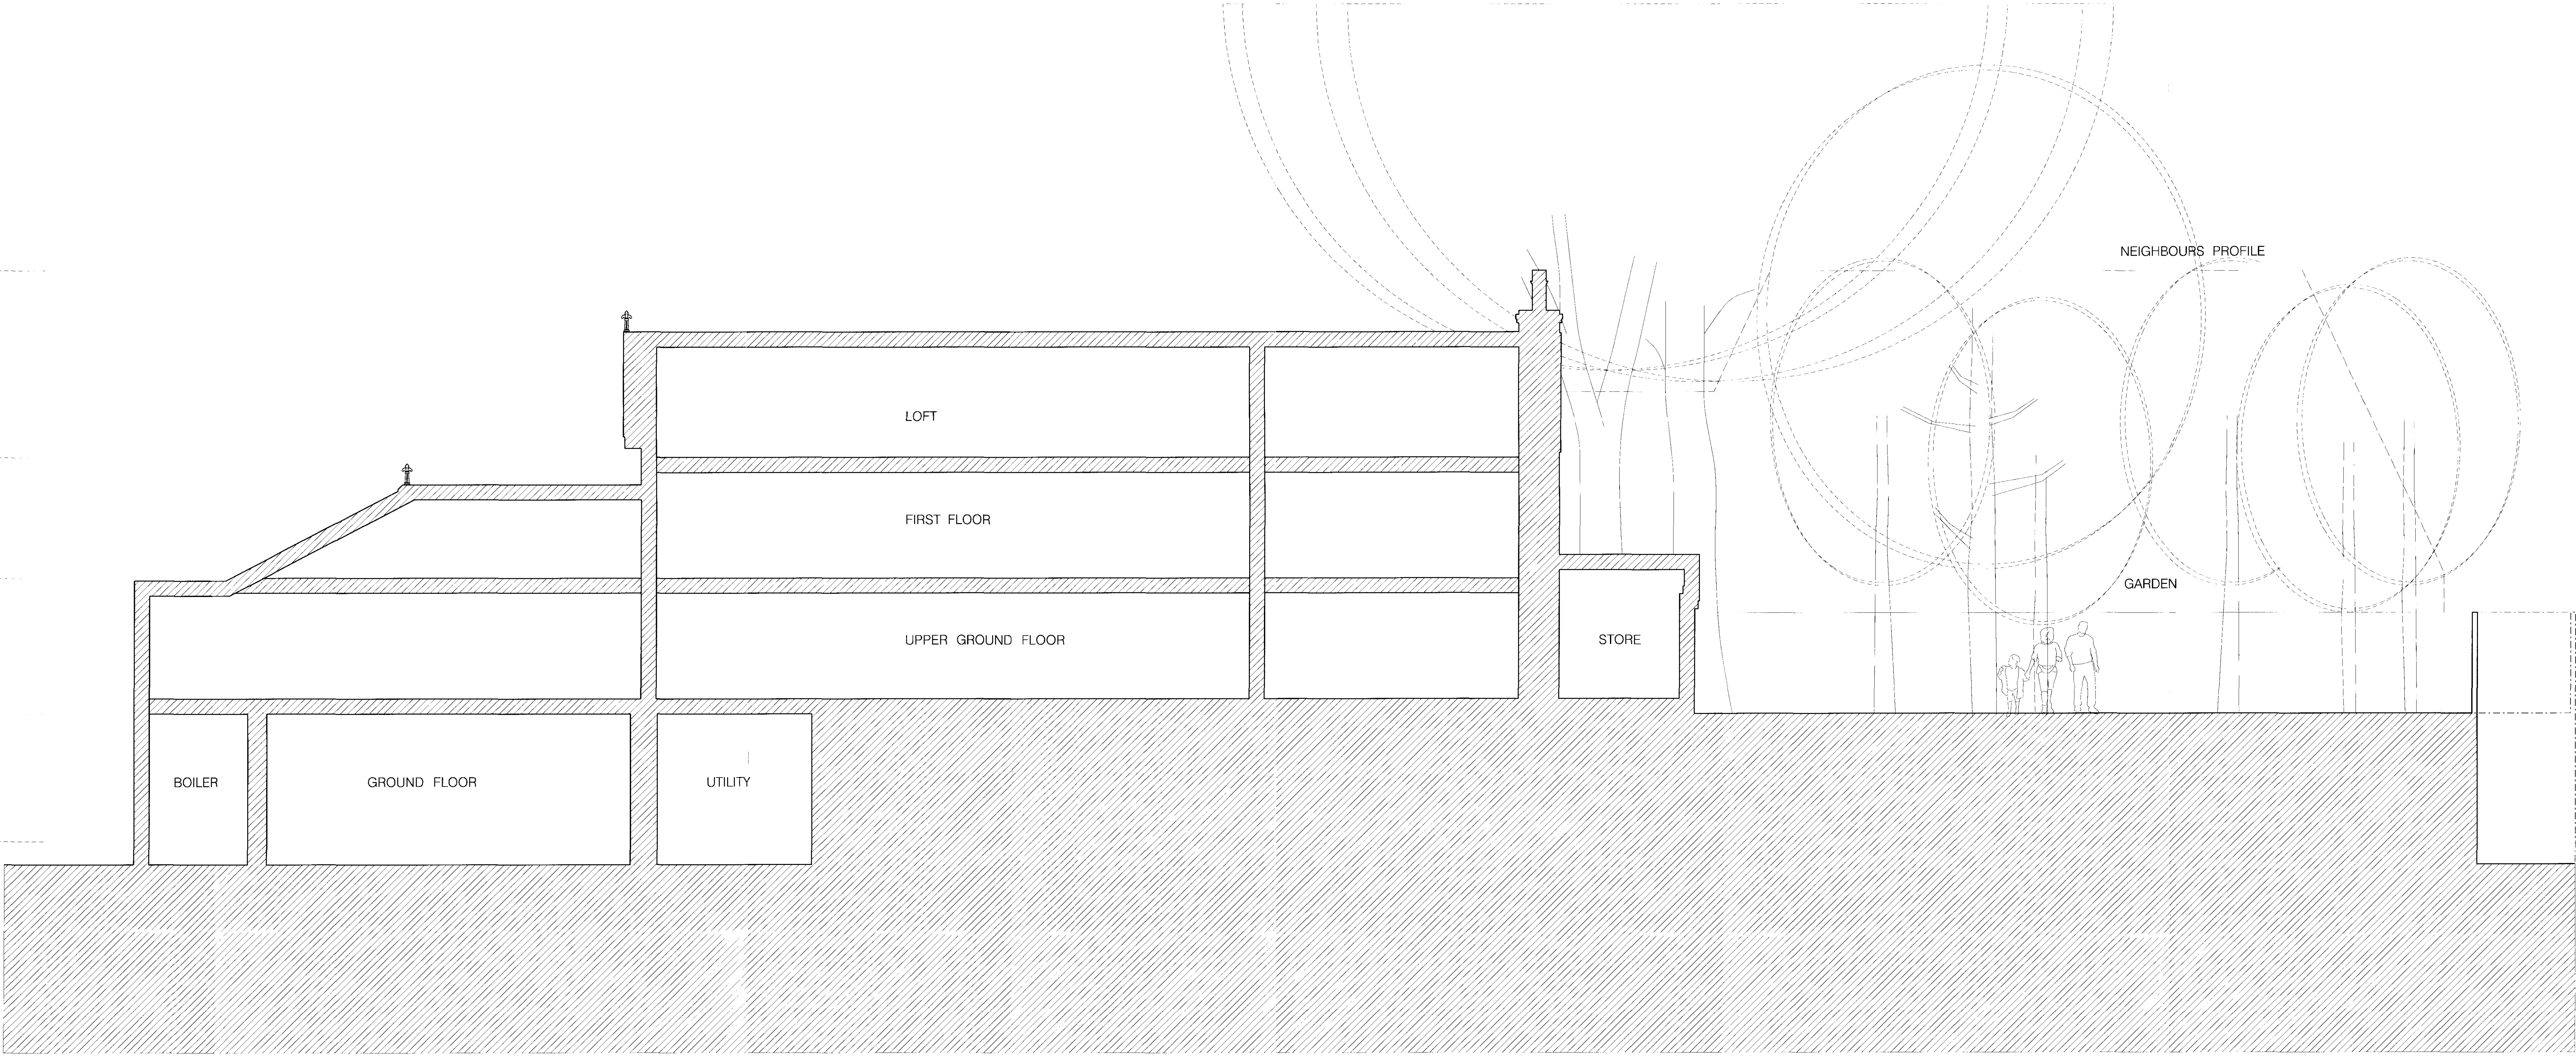 NEIGHBOURS PROFILE
LOFT
FIRST FLOOR
GARDEN
UPPER GROUND FLOOR
STORE
BOILER
GROUND FLOOR
UTILITY